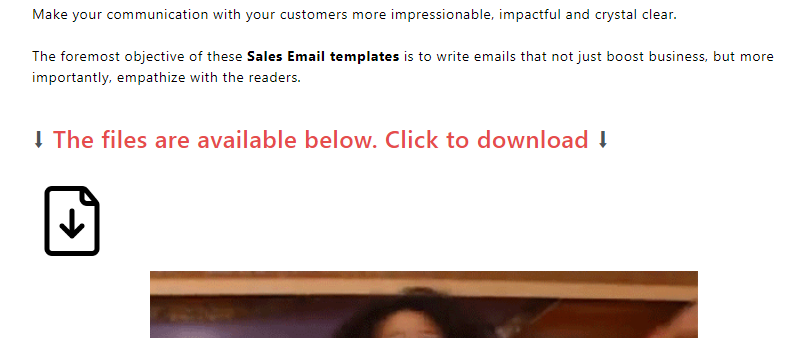 Make your communication with your customers more impressionable, impactful and crystal clear.
The foremost objective of these Sales Email templates is to write emails that not just boost business, but more
importantly, empathize with the readers.
⬇ The files are available below. Click to download ⬇